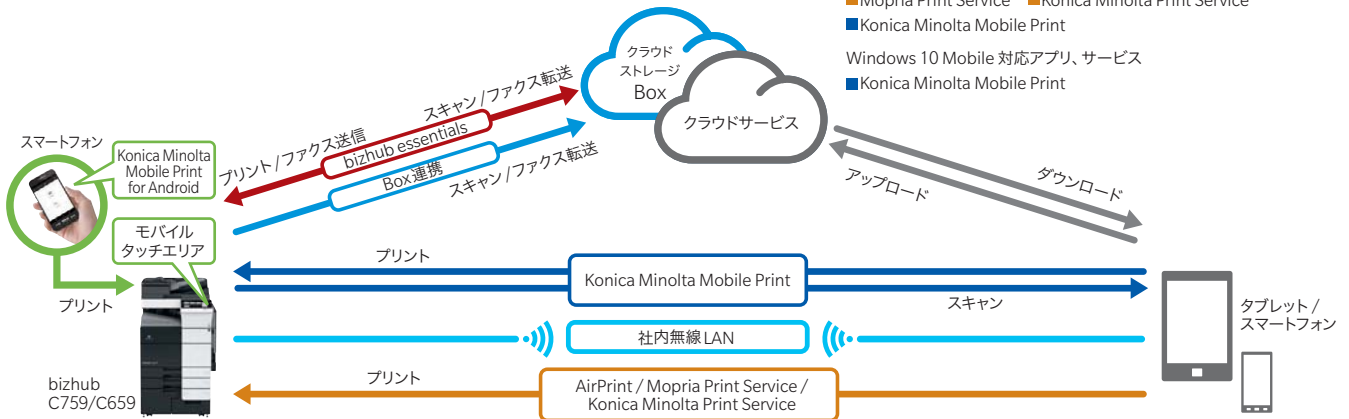 ■Mopria Print Service ■Konica Minolta Print Service
■Konica Minolta Mobile Print
Windows 10 Mobile 対応アプリ、サービス
■Konica Minolta Mobile Print
クラウド
ストレージ
Box
クラウドサービス
スキャン/ファクス転送
bizhub essentials
プリント/ファクス送信
Box連携
スキャン/ファクス転送
スマートフォン
Konica Minolta
Mobile Print
for Android
モバイル
タッチエリア
プリント
ダウンロード
アップロード
プリント
Konica Minolta Mobile Print
スキャン
社内無線LAN
プリント
AirPrint / Mopria Print Service /
Konica Minolta Print Service
タブレット/
スマートフォン
bizhub
C759/C659